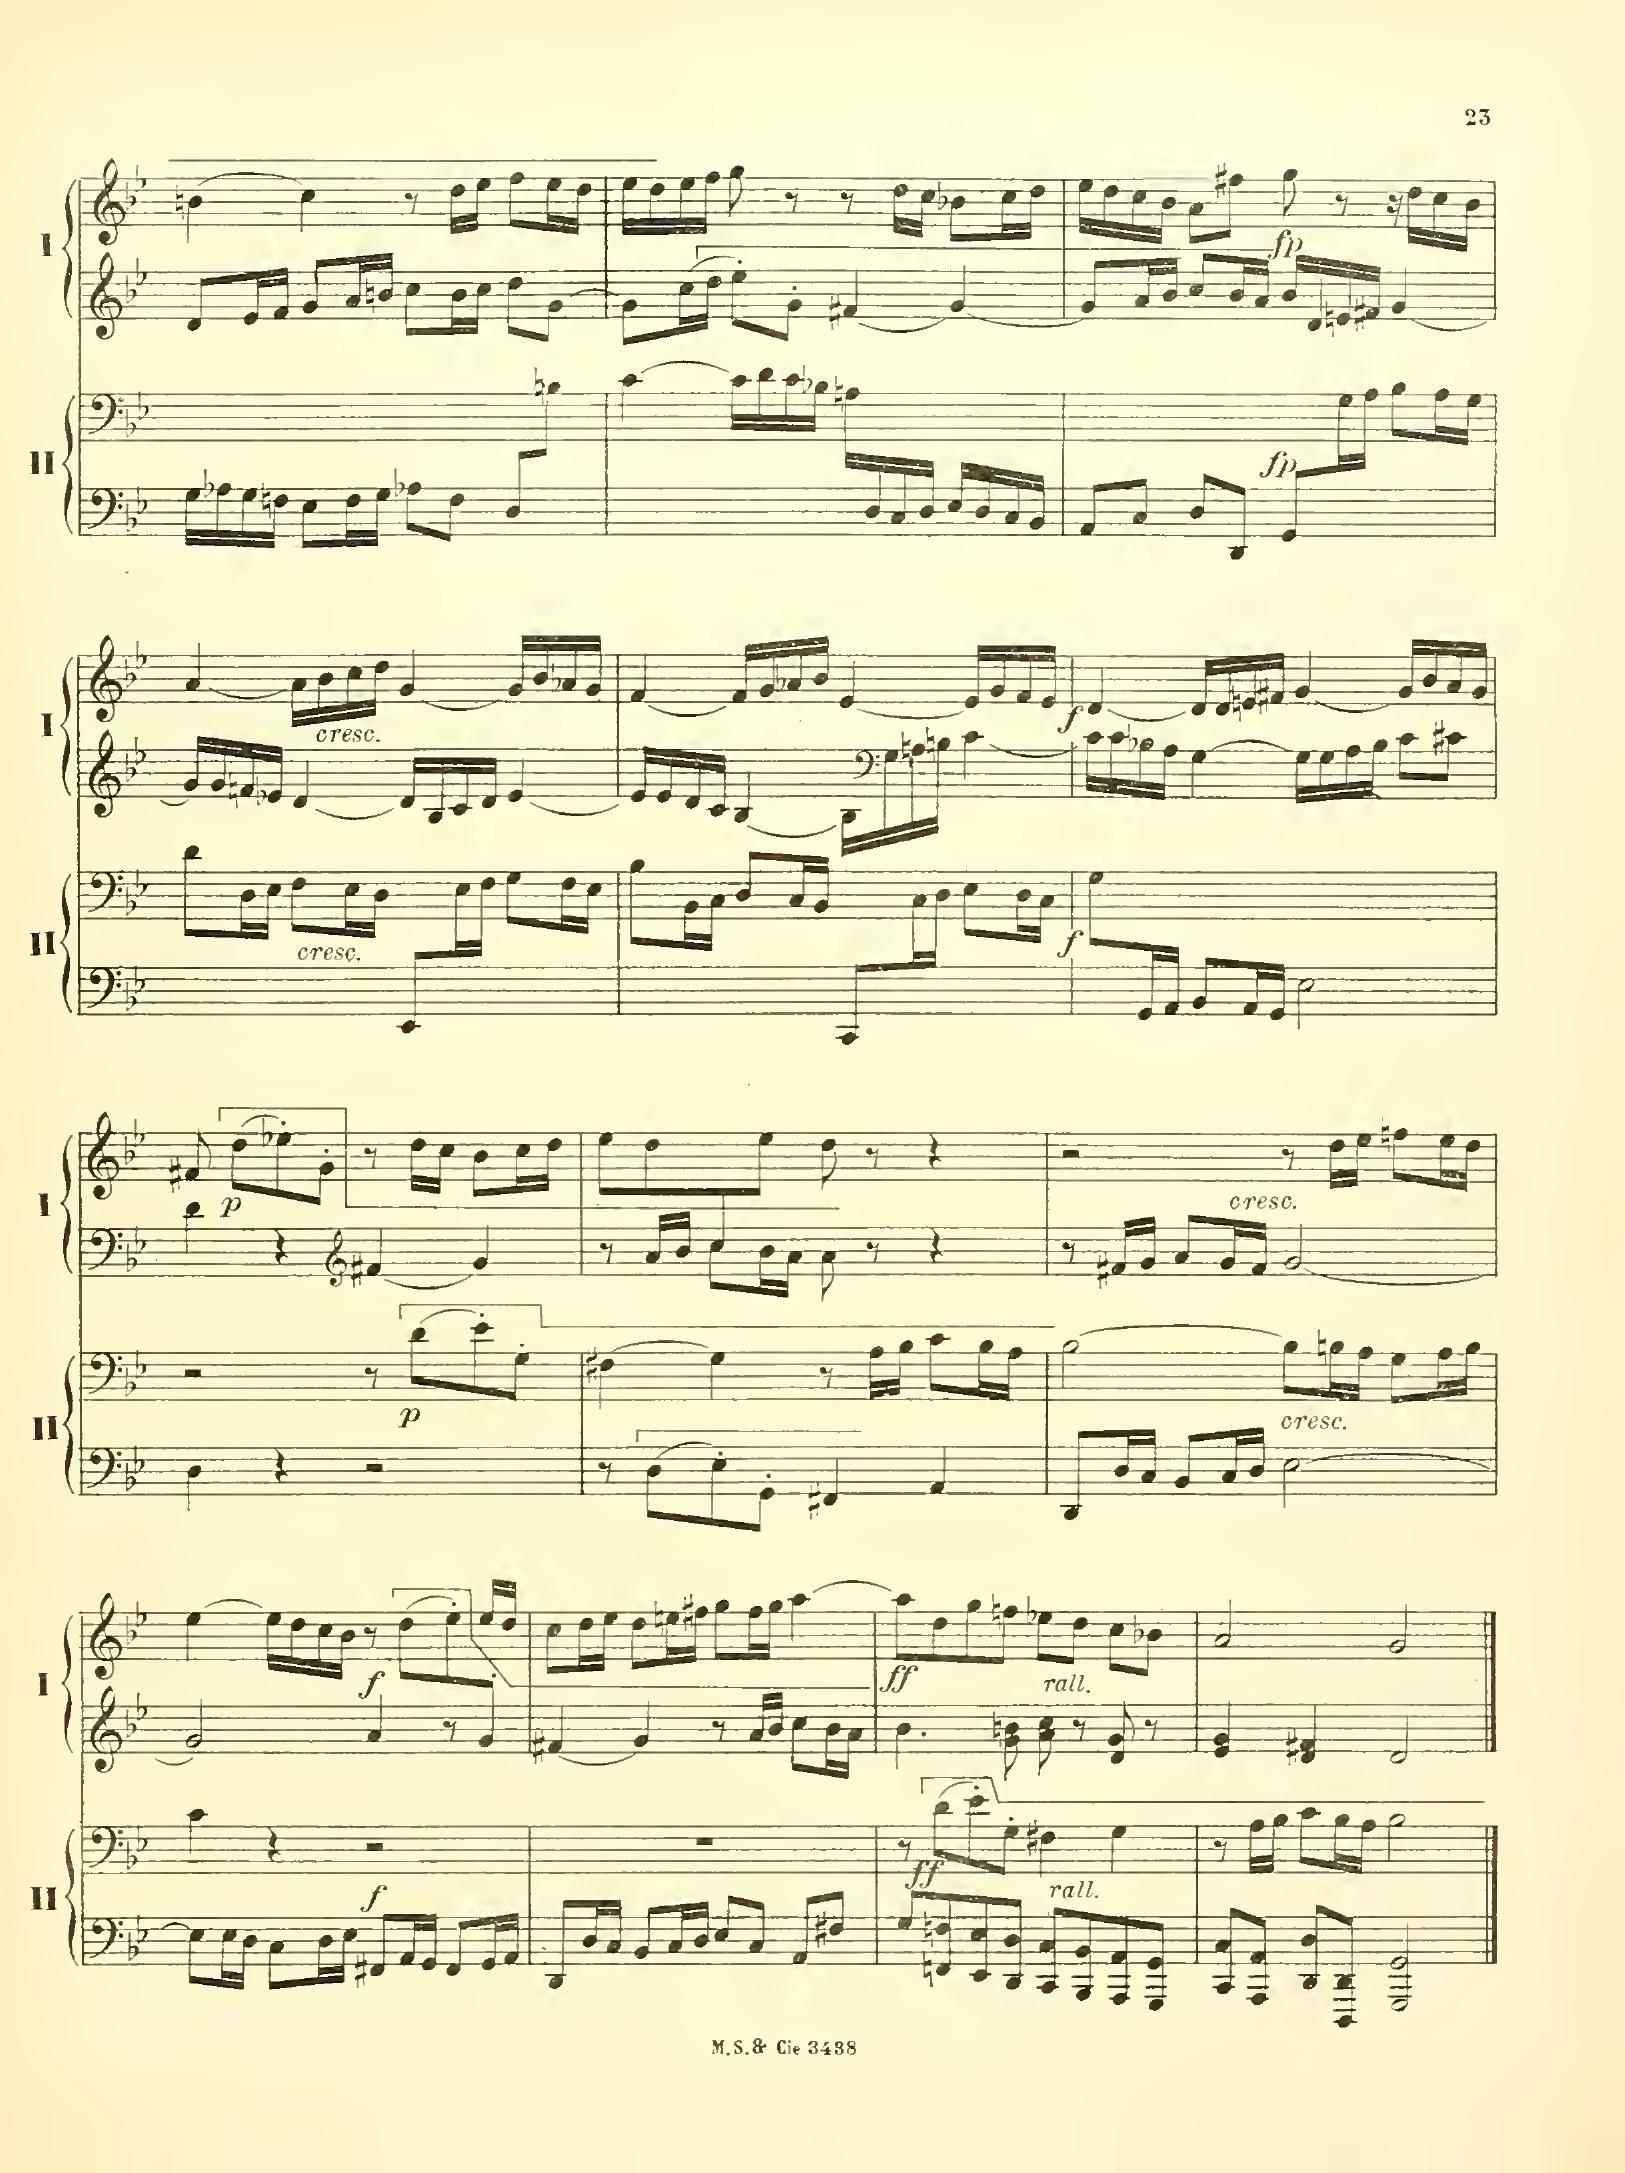 23
I
fp
fp
II
I
cresc.
f
cresc.
f
II
I
p
cresc.
p
cresc.
II
I
f
ff
rall.
ff
rall.
f
II
M.S.& Cie 3438